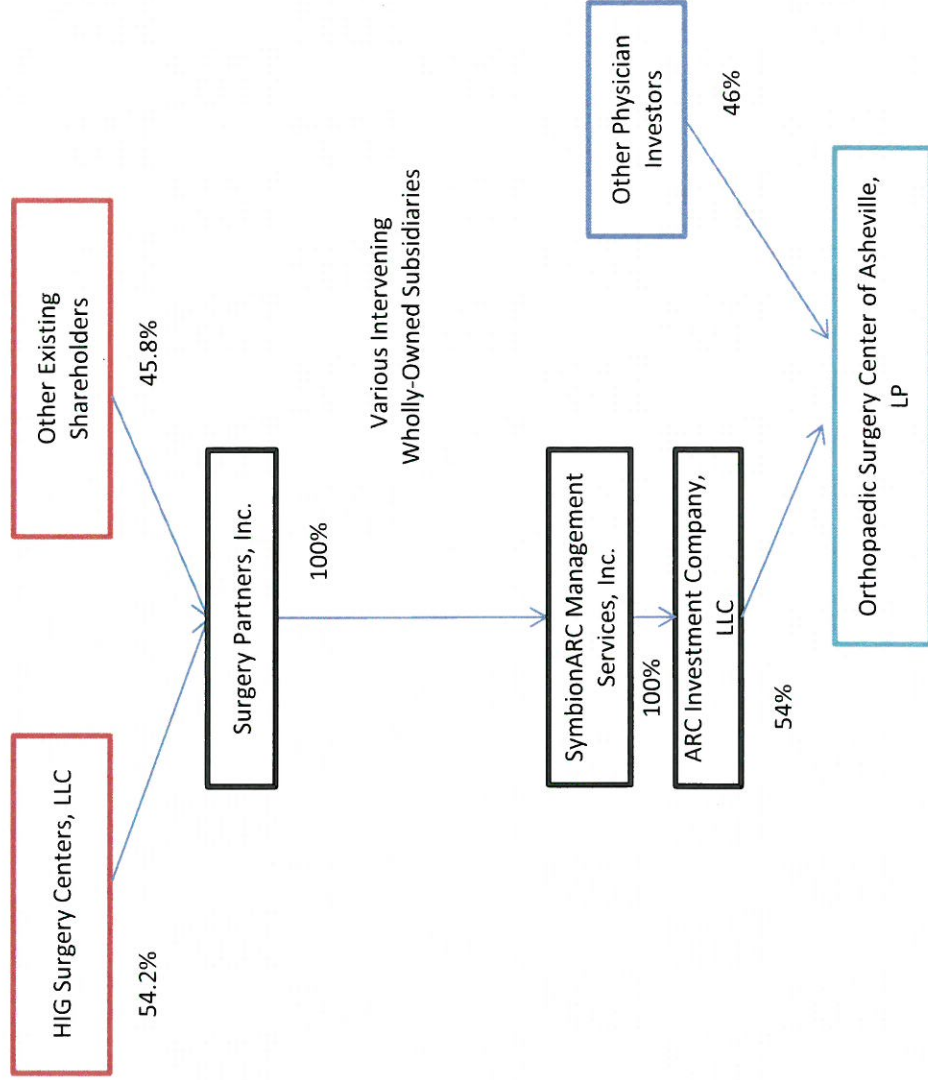 HIG Surgery Centers, LLC
54.2%
Other Existing
Shareholders
45.8%
Surgery Partners, Inc.
100%
Various Intervening
Wholly-Owned Subsidiaries
SymbionARC Management
Services, Inc.
100%
ARC Investment Company,
LLC
54%
Other Physician
Investors
46%
Orthopaedic Surgery Center of Asheville,
LP